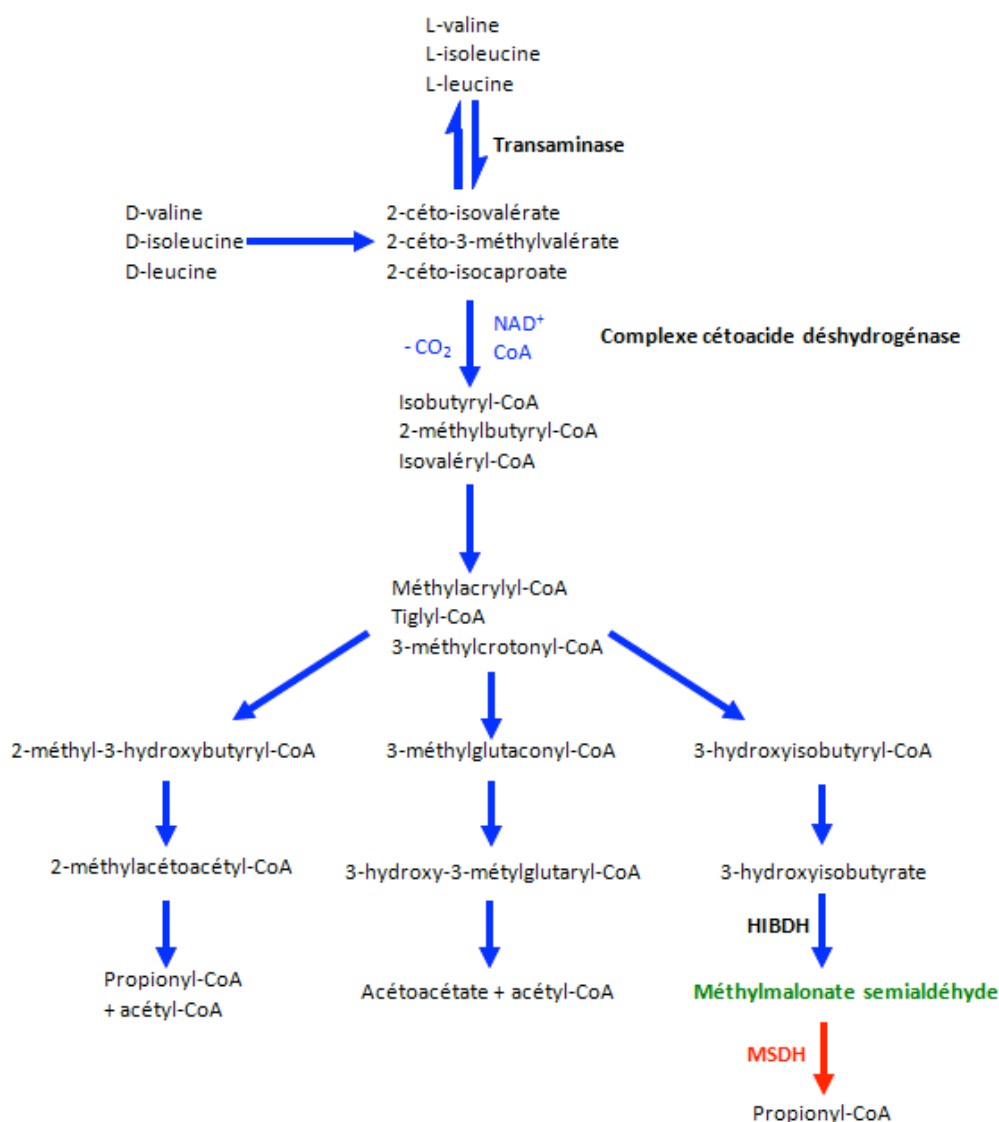 L-valine
L-isoleucine
L-leucine
Transaminase
D-valine
D-isoleucine
D-leucine
2-céto-isovalérate
2-céto-3-méthylvalérate
2-céto-isocaproate
- CO₂
NAD⁺
CoA
Complexe cétoacide déshydrogénase
Isobutyryl-CoA
2-méthylbutyryl-CoA
Isovaléryl-CoA
Méthylacrylyl-CoA
Tiglyl-CoA
3-méthylcrotonyl-CoA
2-méthyl-3-hydroxybutyryl-CoA
3-méthylglutaconyl-CoA
3-hydroxyisobutyryl-CoA
2-méthylacétoacétyl-CoA
3-hydroxy-3-métylglutaryl-CoA
3-hydroxyisobutyrate
HIBDH
Propionyl-CoA
+ acétyl-CoA
Acétoacétate + acétyl-CoA
Méthylmalonate semialdéhyde
MSDH
Propionyl-CoA